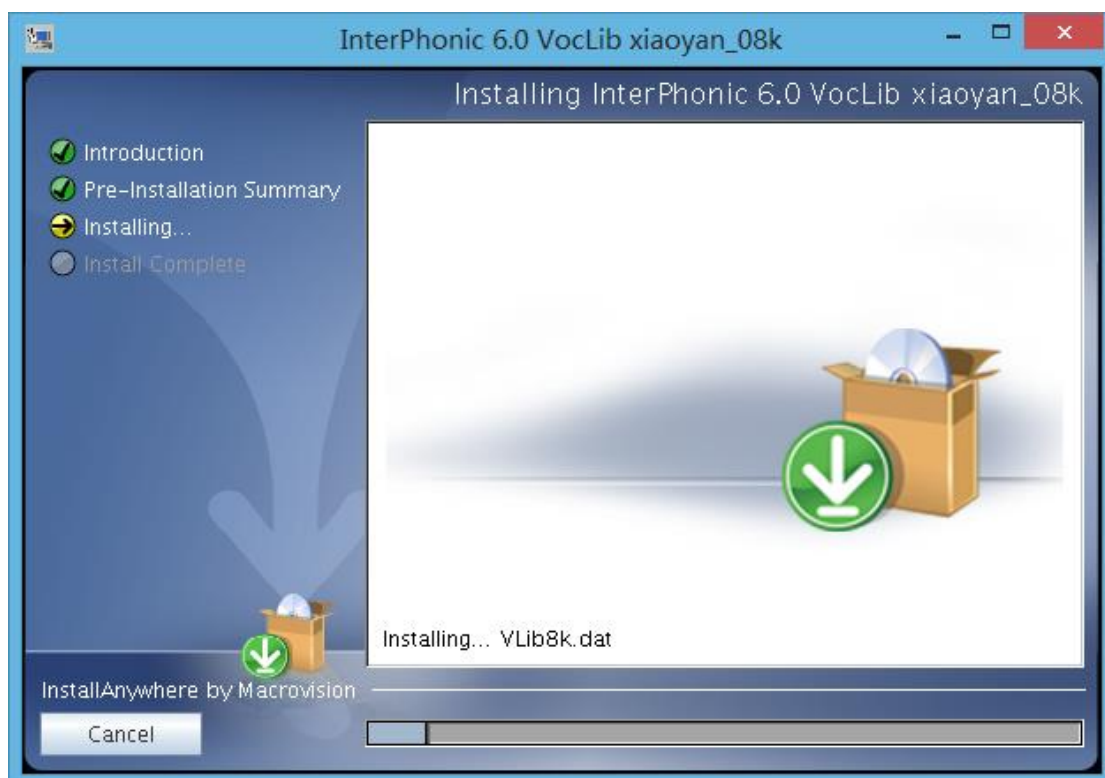 InterPhonic 6.0 VocLib xiaoyan_08k
Installing InterPhonic 6.0 VocLib xiaoyan_08k
Introduction
Pre-Installation Summary
Installing...
Install Complete
Installing... VLib8k.dat
InstallAnywhere by Macrovision
Cancel